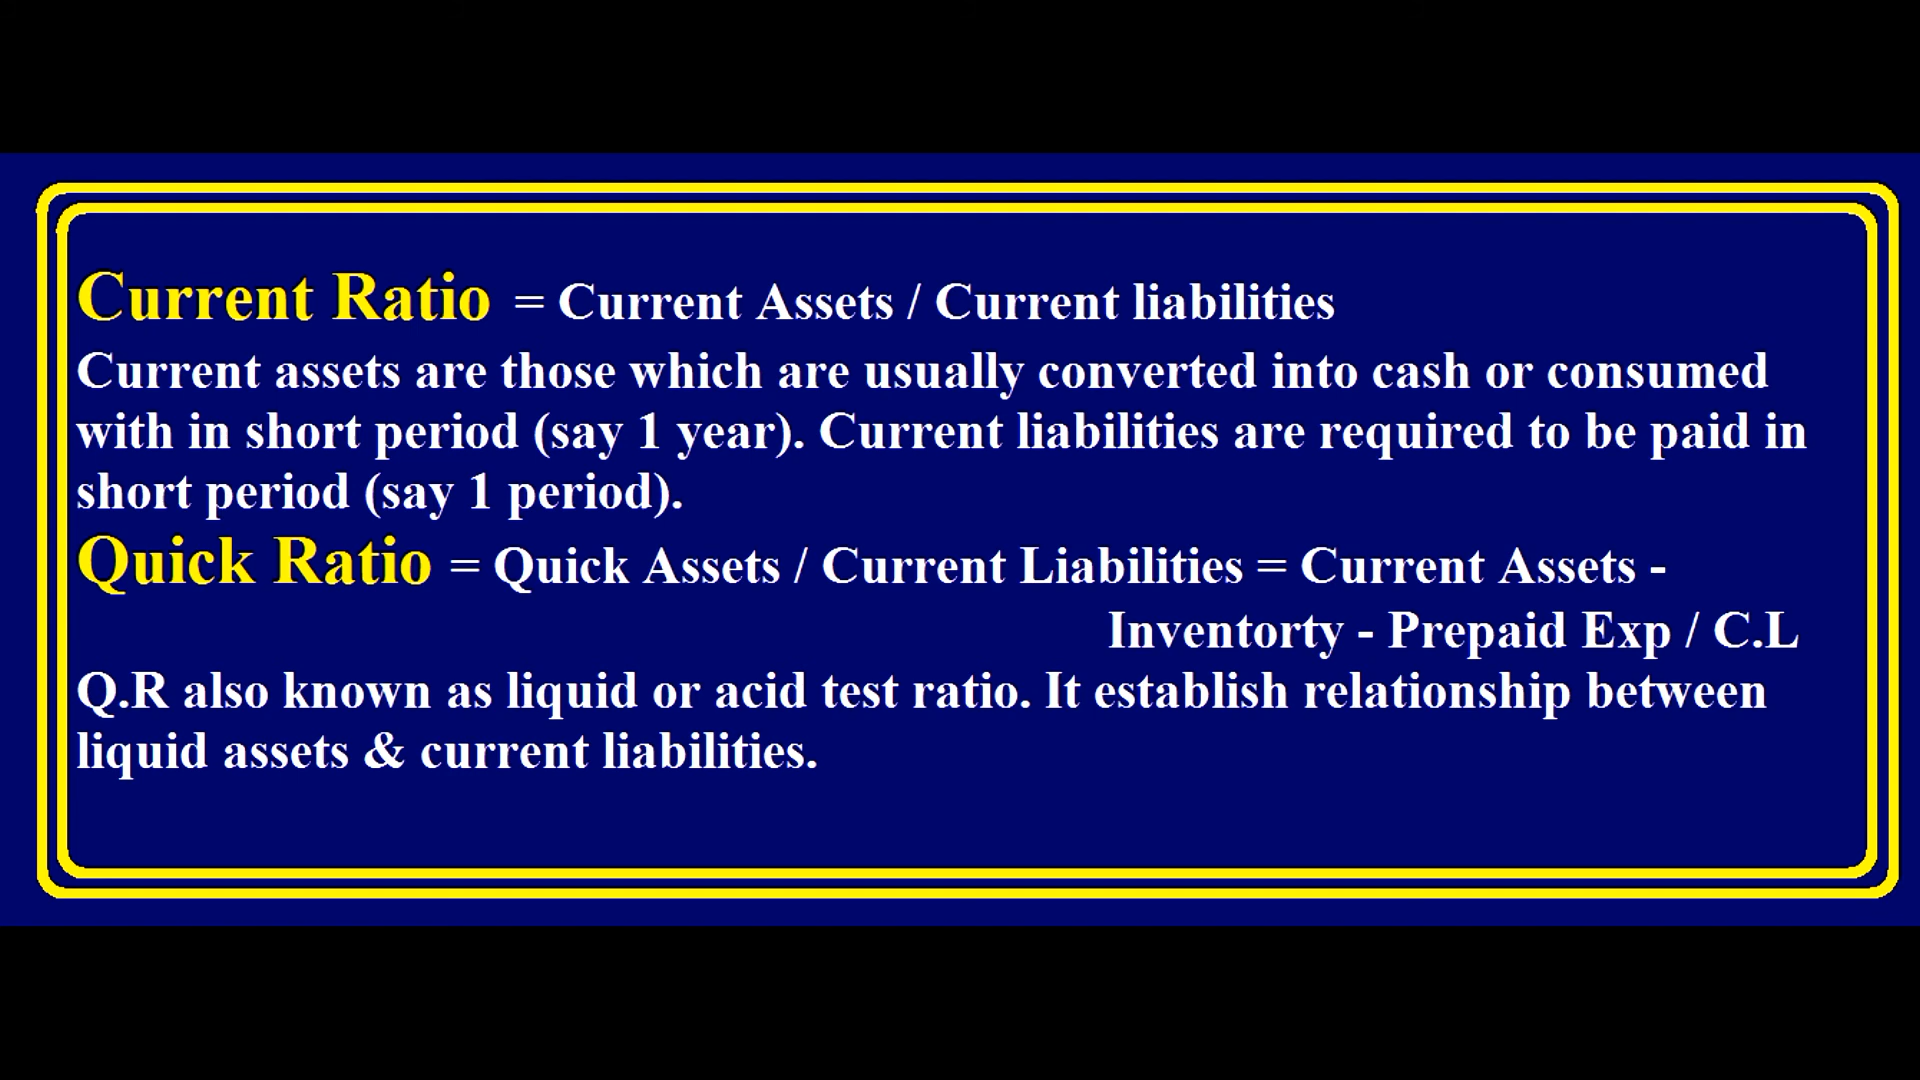 Current Ratio = Current Assets / Current liabilities
Current assets are those which are usually converted into cash or consumed
with in short period (say 1 year). Current liabilities are required to be paid in
short period (say 1 period).
Quick Ratio = Quick Assets / Current Liabilities = Current Assets -
Inventorty - Prepaid Exp / C.L
Q.R also known as liquid or acid test ratio. It establish relationship between
liquid assets & current liabilities.